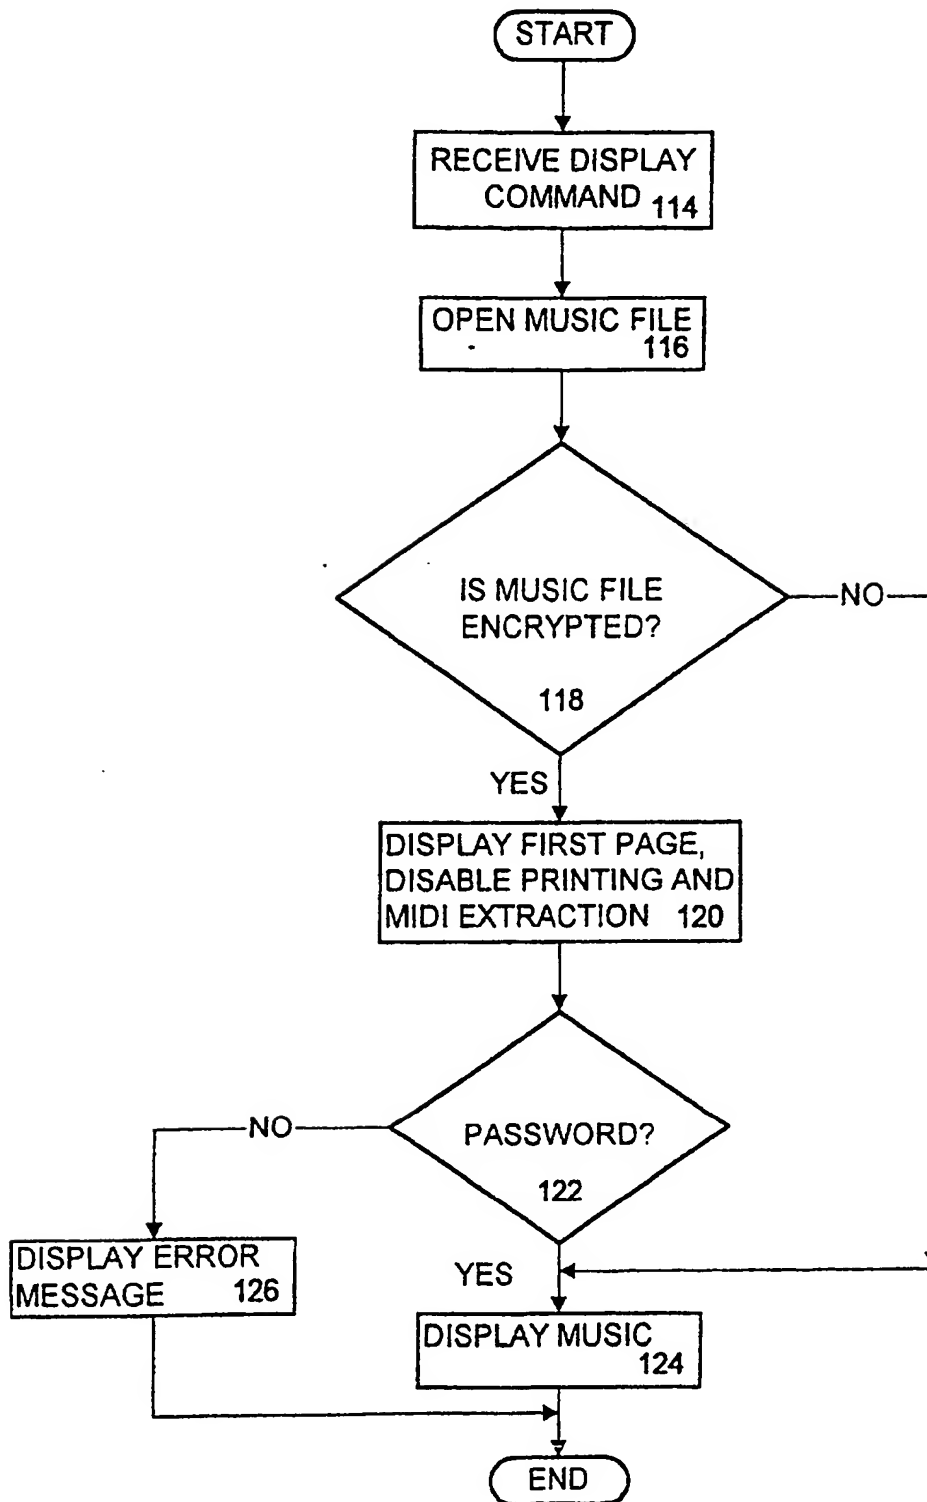 START
RECEIVE DISPLAY
COMMAND 114
OPEN MUSIC FILE
116
IS MUSIC FILE
ENCRYPTED?
118
NO
YES
DISPLAY FIRST PAGE,
DISABLE PRINTING AND
MIDI EXTRACTION 120
NO
PASSWORD?
122
YES
DISPLAY ERROR
MESSAGE 126
DISPLAY MUSIC
124
END